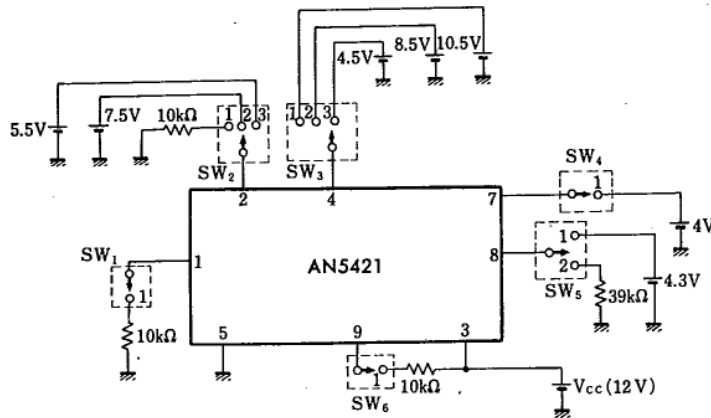 8.5V 10.5V
4.5V
7.5V 10kΩ 1 2 3 1 2 3
5.5V
SW2 SW3
SW4
1
2 4 7
4V
SW1 1 AN5421 8 1
2
SW5 39kΩ 4.3V
1
10kΩ 5 9 3
1 10kΩ VCC(12V)
SW6